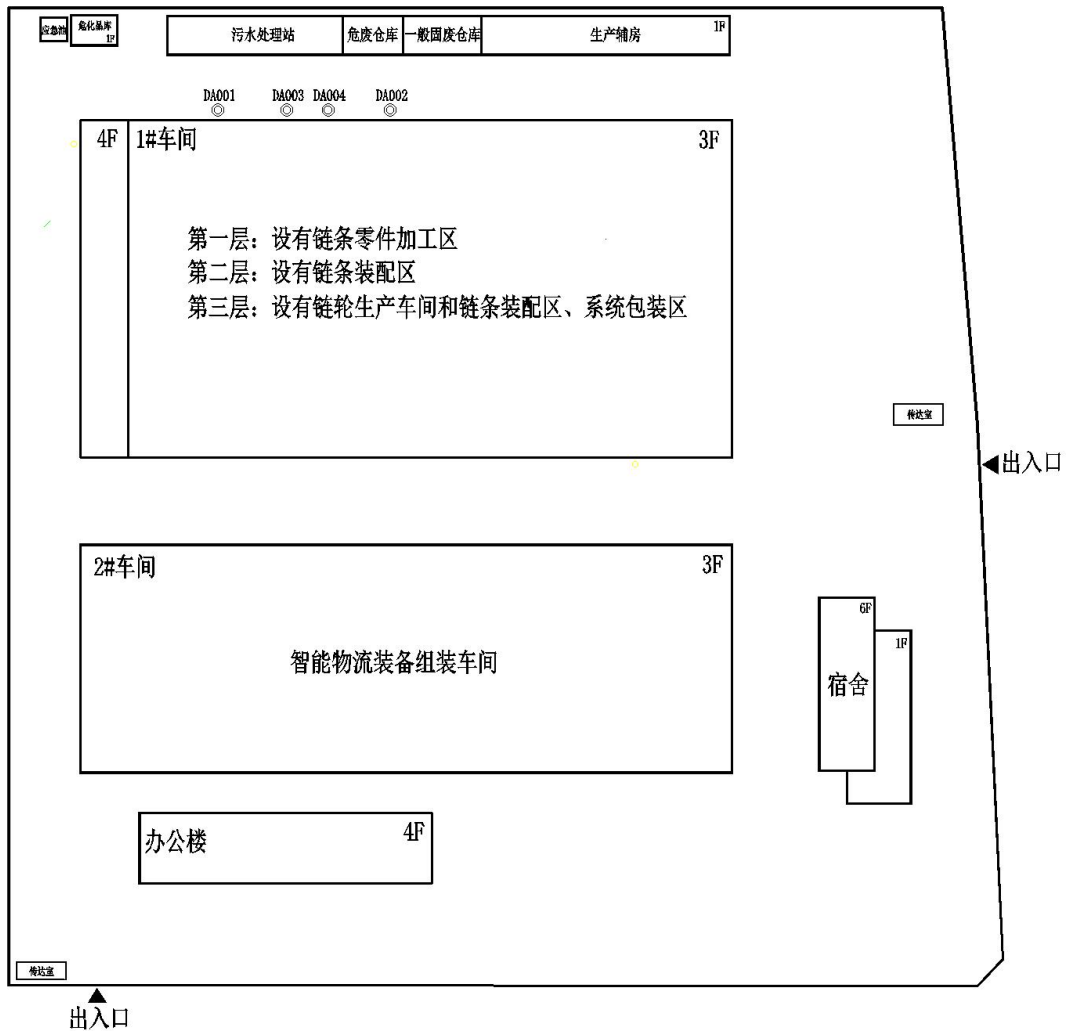 应急池
危化品库
1F
污水处理站
危废仓库
一般固废仓库
生产辅房
1F
DA001
DA003
DA004
DA002
4F
1#车间
3F
第一层：设有链条零件加工区
第二层：设有链条装配区
第三层：设有链轮生产车间和链条装配区、系统包装区
传达室
出入口
2#车间
3F
智能物流装备组装车间
6F
1F
宿舍
办公楼
4F
传达室
出入口